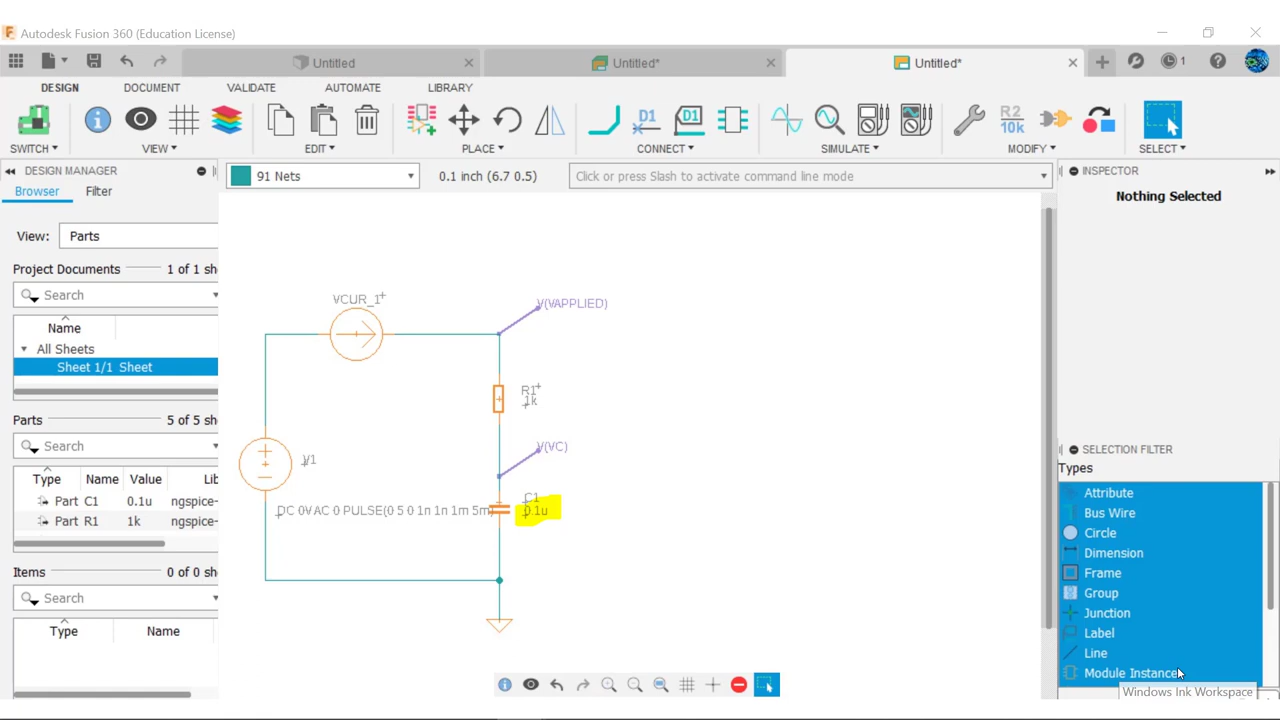 Autodesk Fusion 360 (Education License)
Untitled
Untitled*
Untitled*
1
DESIGN DOCUMENT VALIDATE AUTOMATE LIBRARY
D1 D1 R2 10k
SWITCH VIEW EDIT PLACE CONNECT SIMULATE MODIFY SELECT
DESIGN MANAGER
Browser Filter
91 Nets
0.1 inch (6.7 0.5)
Click or press Slash to activate command line mode
INSPECTOR
Nothing Selected
View: Parts
Project Documents 1 of 1 sh
Search
Name
All Sheets
Sheet 1/1 Sheet
Parts 5 of 5 sh
Search
Type Name Value Lib
Part C1 0.1u ngspice-
Part R1 1k ngspice-
Items 0 of 0 sh
Search
Type Name
VCUR_1
V(VAPPLIED)
R1
1k
V(VC)
V1
C1
DC 0V AC 0 PULSE(0 5 0 1n 1n 1m 5m)
0.1u
SELECTION FILTER
Types
Attribute
Bus Wire
Circle
Dimension
Frame
Group
Junction
Label
Line
Module Instance
Windows Ink Workspace